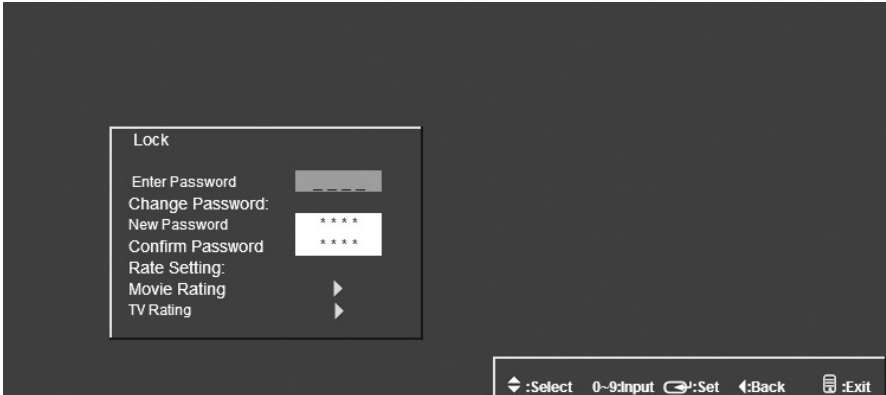 Lock
Enter Password _ _ _ _
Change Password:
New Password * * * *
Confirm Password * * * *
Rate Setting:
Movie Rating
TV Rating
:Select 0~9:Input :Set :Back :Exit